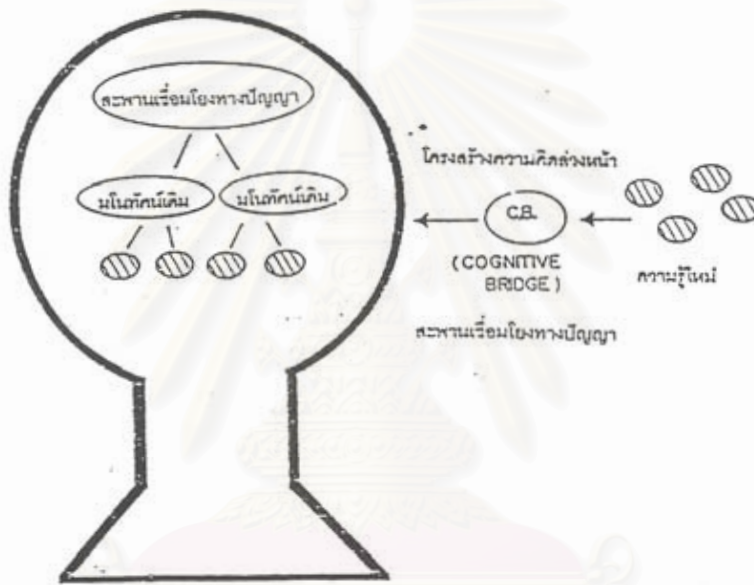 สะพานเชื่อมโยงทางปัญญา
มโนทัศน์เดิม
มโนทัศน์เดิม
โครงสร้างความคิดล่วงหน้า
C.B.
(COGNITIVE
BRIDGE)
ความรู้ใหม่
สะพานเชื่อมโยงทางปัญญา